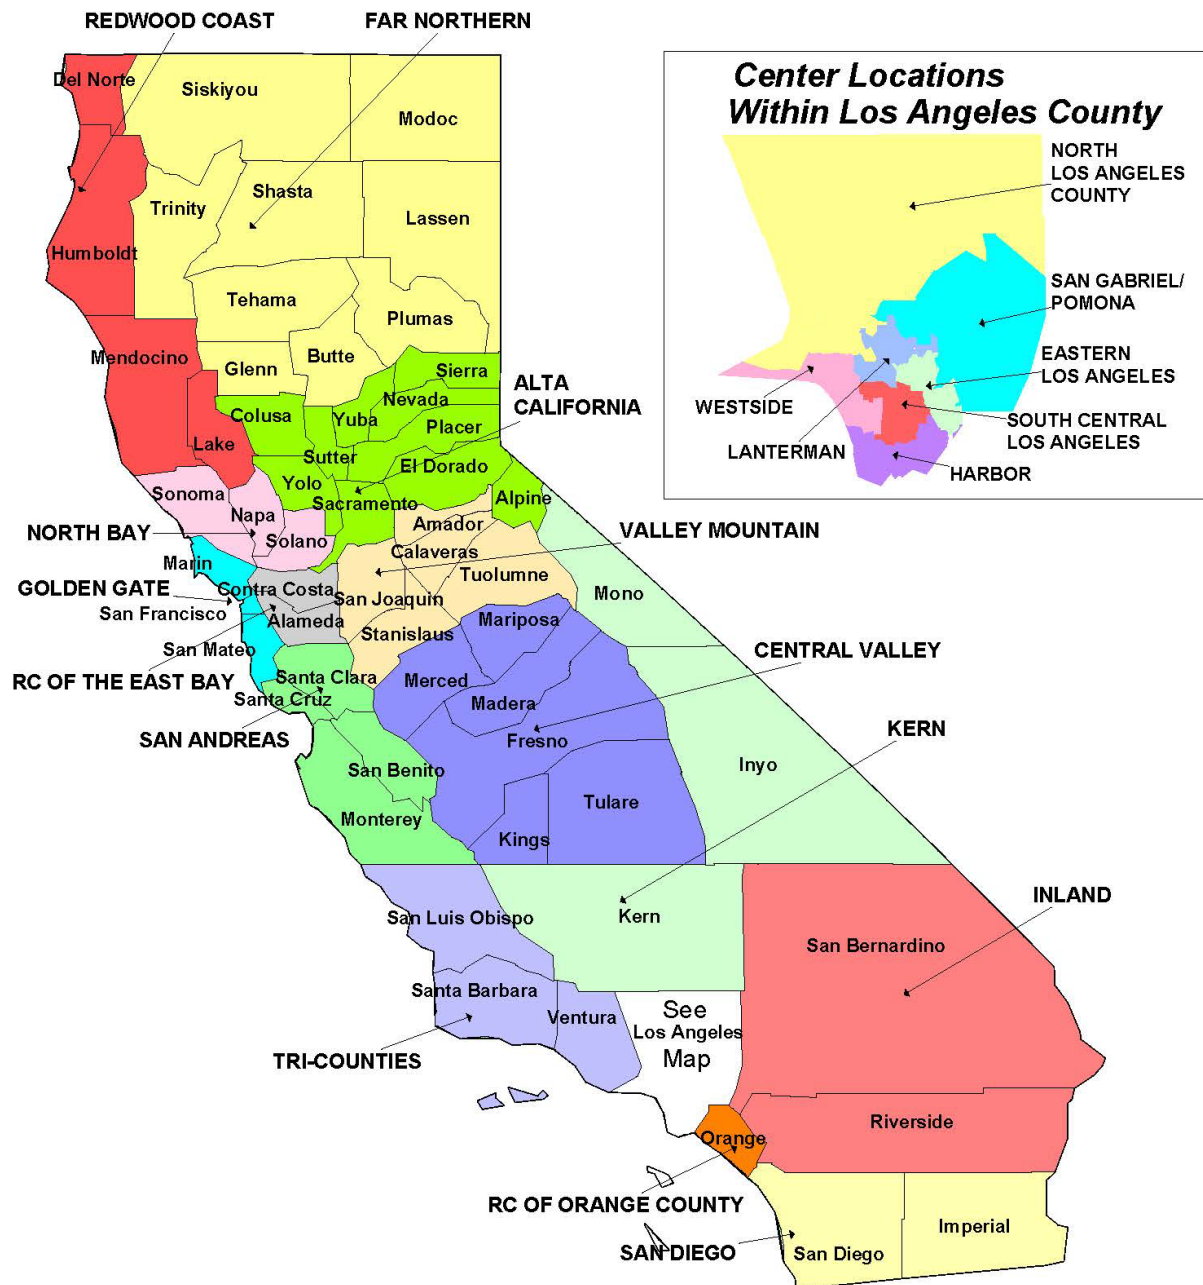 REDWOOD COAST
FAR NORTHERN
Del Norte
Siskiyou
Modoc
Trinity
Shasta
Lassen
Humboldt
Tehama
Plumas
Mendocino
Glenn
Butte
Sierra
Colusa
Yuba
Nevada
Placer
Lake
Sutter
El Dorado
ALTA
CALIFORNIA
Yolo
Sacramento
Alpine
Sonoma
Napa
Solano
Amador
Calaveras
Tuolumne
NORTH BAY
VALLEY MOUNTAIN
Marin
Contra Costa
San Joaquin
Mono
GOLDEN GATE
San Francisco
Alameda
Stanislaus
Mariposa
San Mateo
RC OF THE EAST BAY
Santa Clara
Merced
Madera
CENTRAL VALLEY
Santa Cruz
SAN ANDREAS
Fresno
KERN
San Benito
Inyo
Monterey
Tulare
Kings
San Luis Obispo
Kern
INLAND
San Bernardino
Santa Barbara
Ventura
See
Los Angeles
Map
TRI-COUNTIES
Riverside
Orange
RC OF ORANGE COUNTY
SAN DIEGO
San Diego
Imperial
Center Locations
Within Los Angeles County
NORTH
LOS ANGELES
COUNTY
SAN GABRIEL/
POMONA
EASTERN
LOS ANGELES
WESTSIDE
SOUTH CENTRAL
LOS ANGELES
LANTERMAN
HARBOR